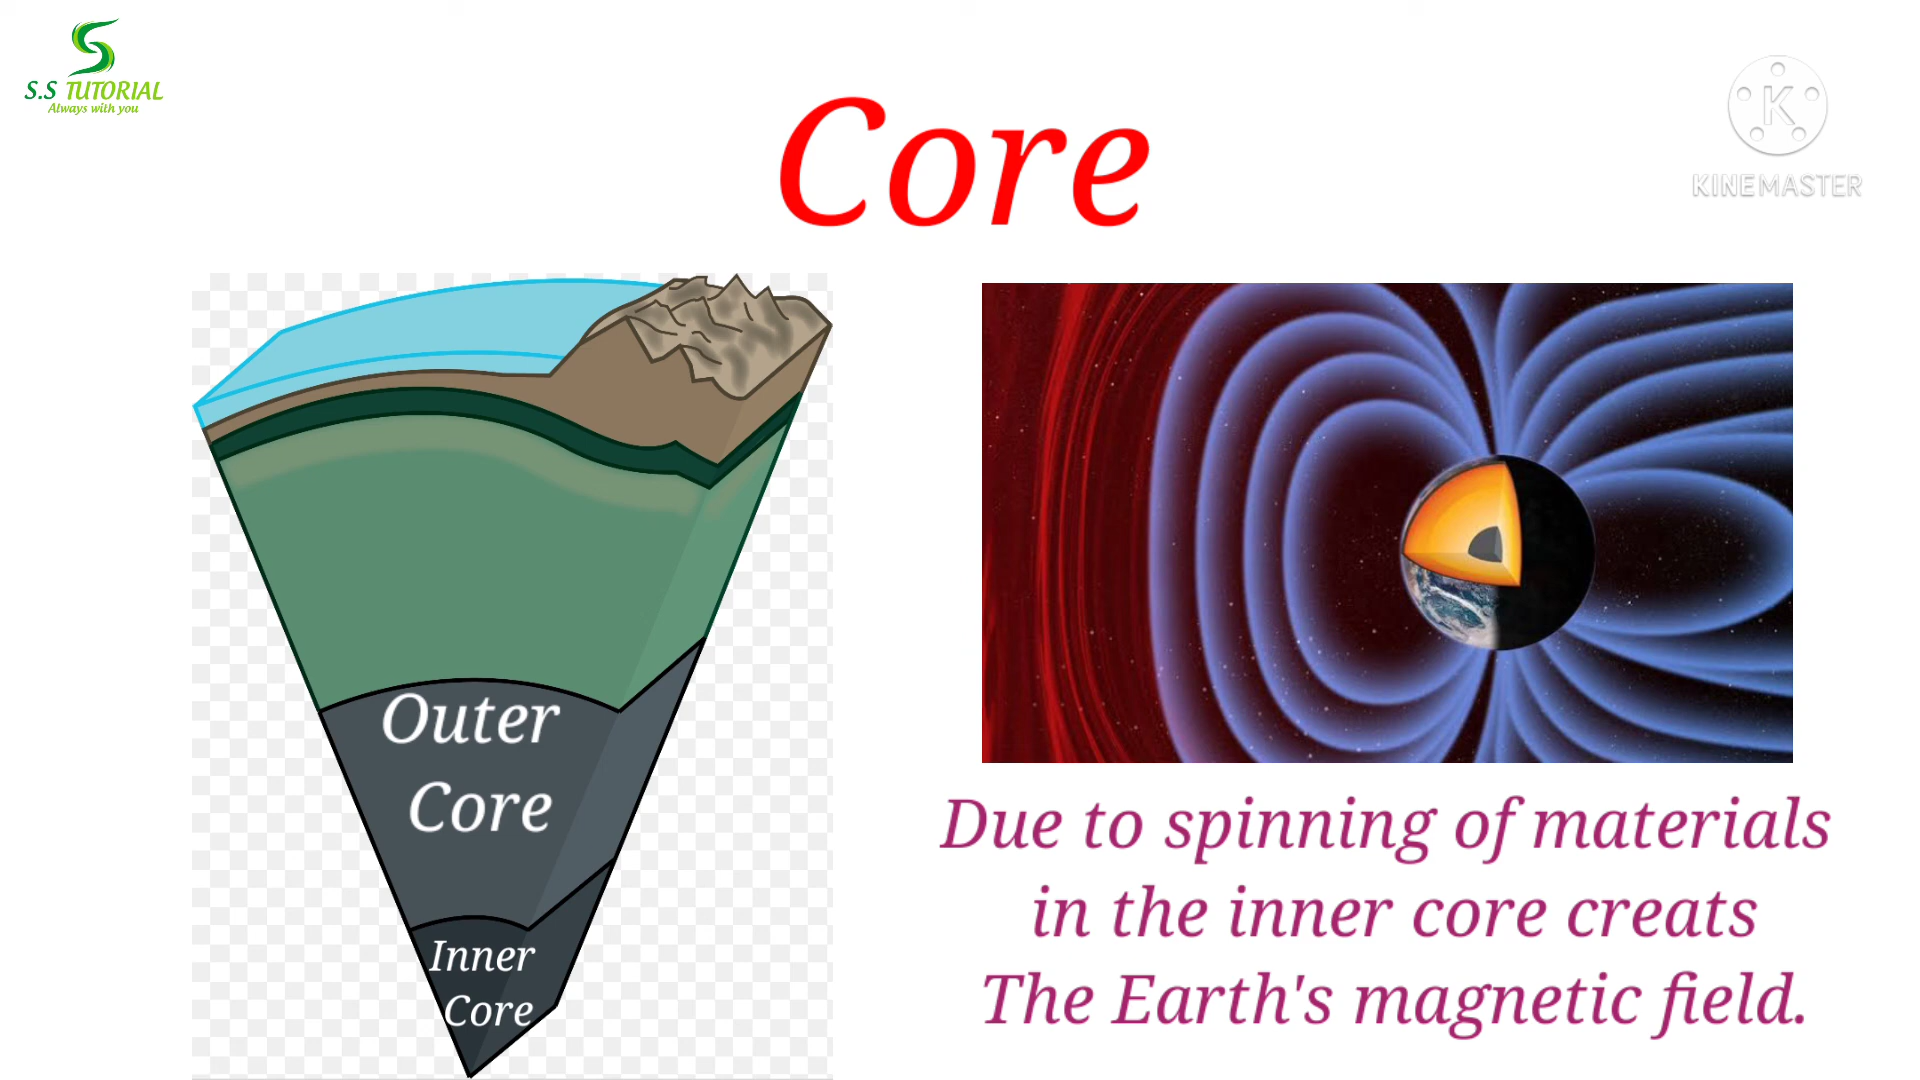 S.S TUTORIAL
Always with you
KINEMASTER
Core
Outer
Core
Inner
Core
Due to spinning of materials
in the inner core creats
The Earth's magnetic field.